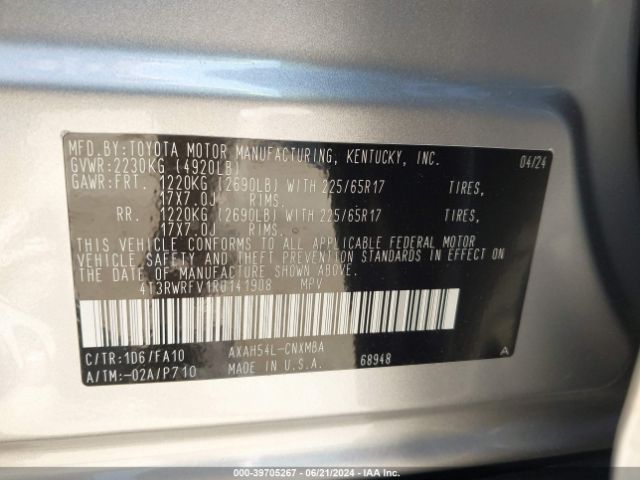 MFD.BY:TOYOTA MOTOR MANUFACTURING, KENTUCKY, INC. 04/24
GVWR:2230KG (4920LB)
GAWR:FRT. 1220KG (2690LB) WITH 225/65R17 TIRES,
17X7.0J RIMS.
RR. 1220KG (2690LB) WITH 225/65R17 TIRES,
17X7.0J RIMS.
THIS VEHICLE CONFORMS TO ALL APPLICABLE FEDERAL MOTOR
VEHICLE SAFETY, BUMPER, AND THEFT PREVENTION STANDARDS IN EFFECT ON
THE DATE OF MANUFACTURE SHOWN ABOVE.
4T3RWRFV1RU141908 MPV
C/TR:1D6/FA10 AXAH54L-CNXMBA
A/TM:-02A/P710 MADE IN U.S.A. 68948 A
000-39705267 - 06/21/2024 - IAA Inc.